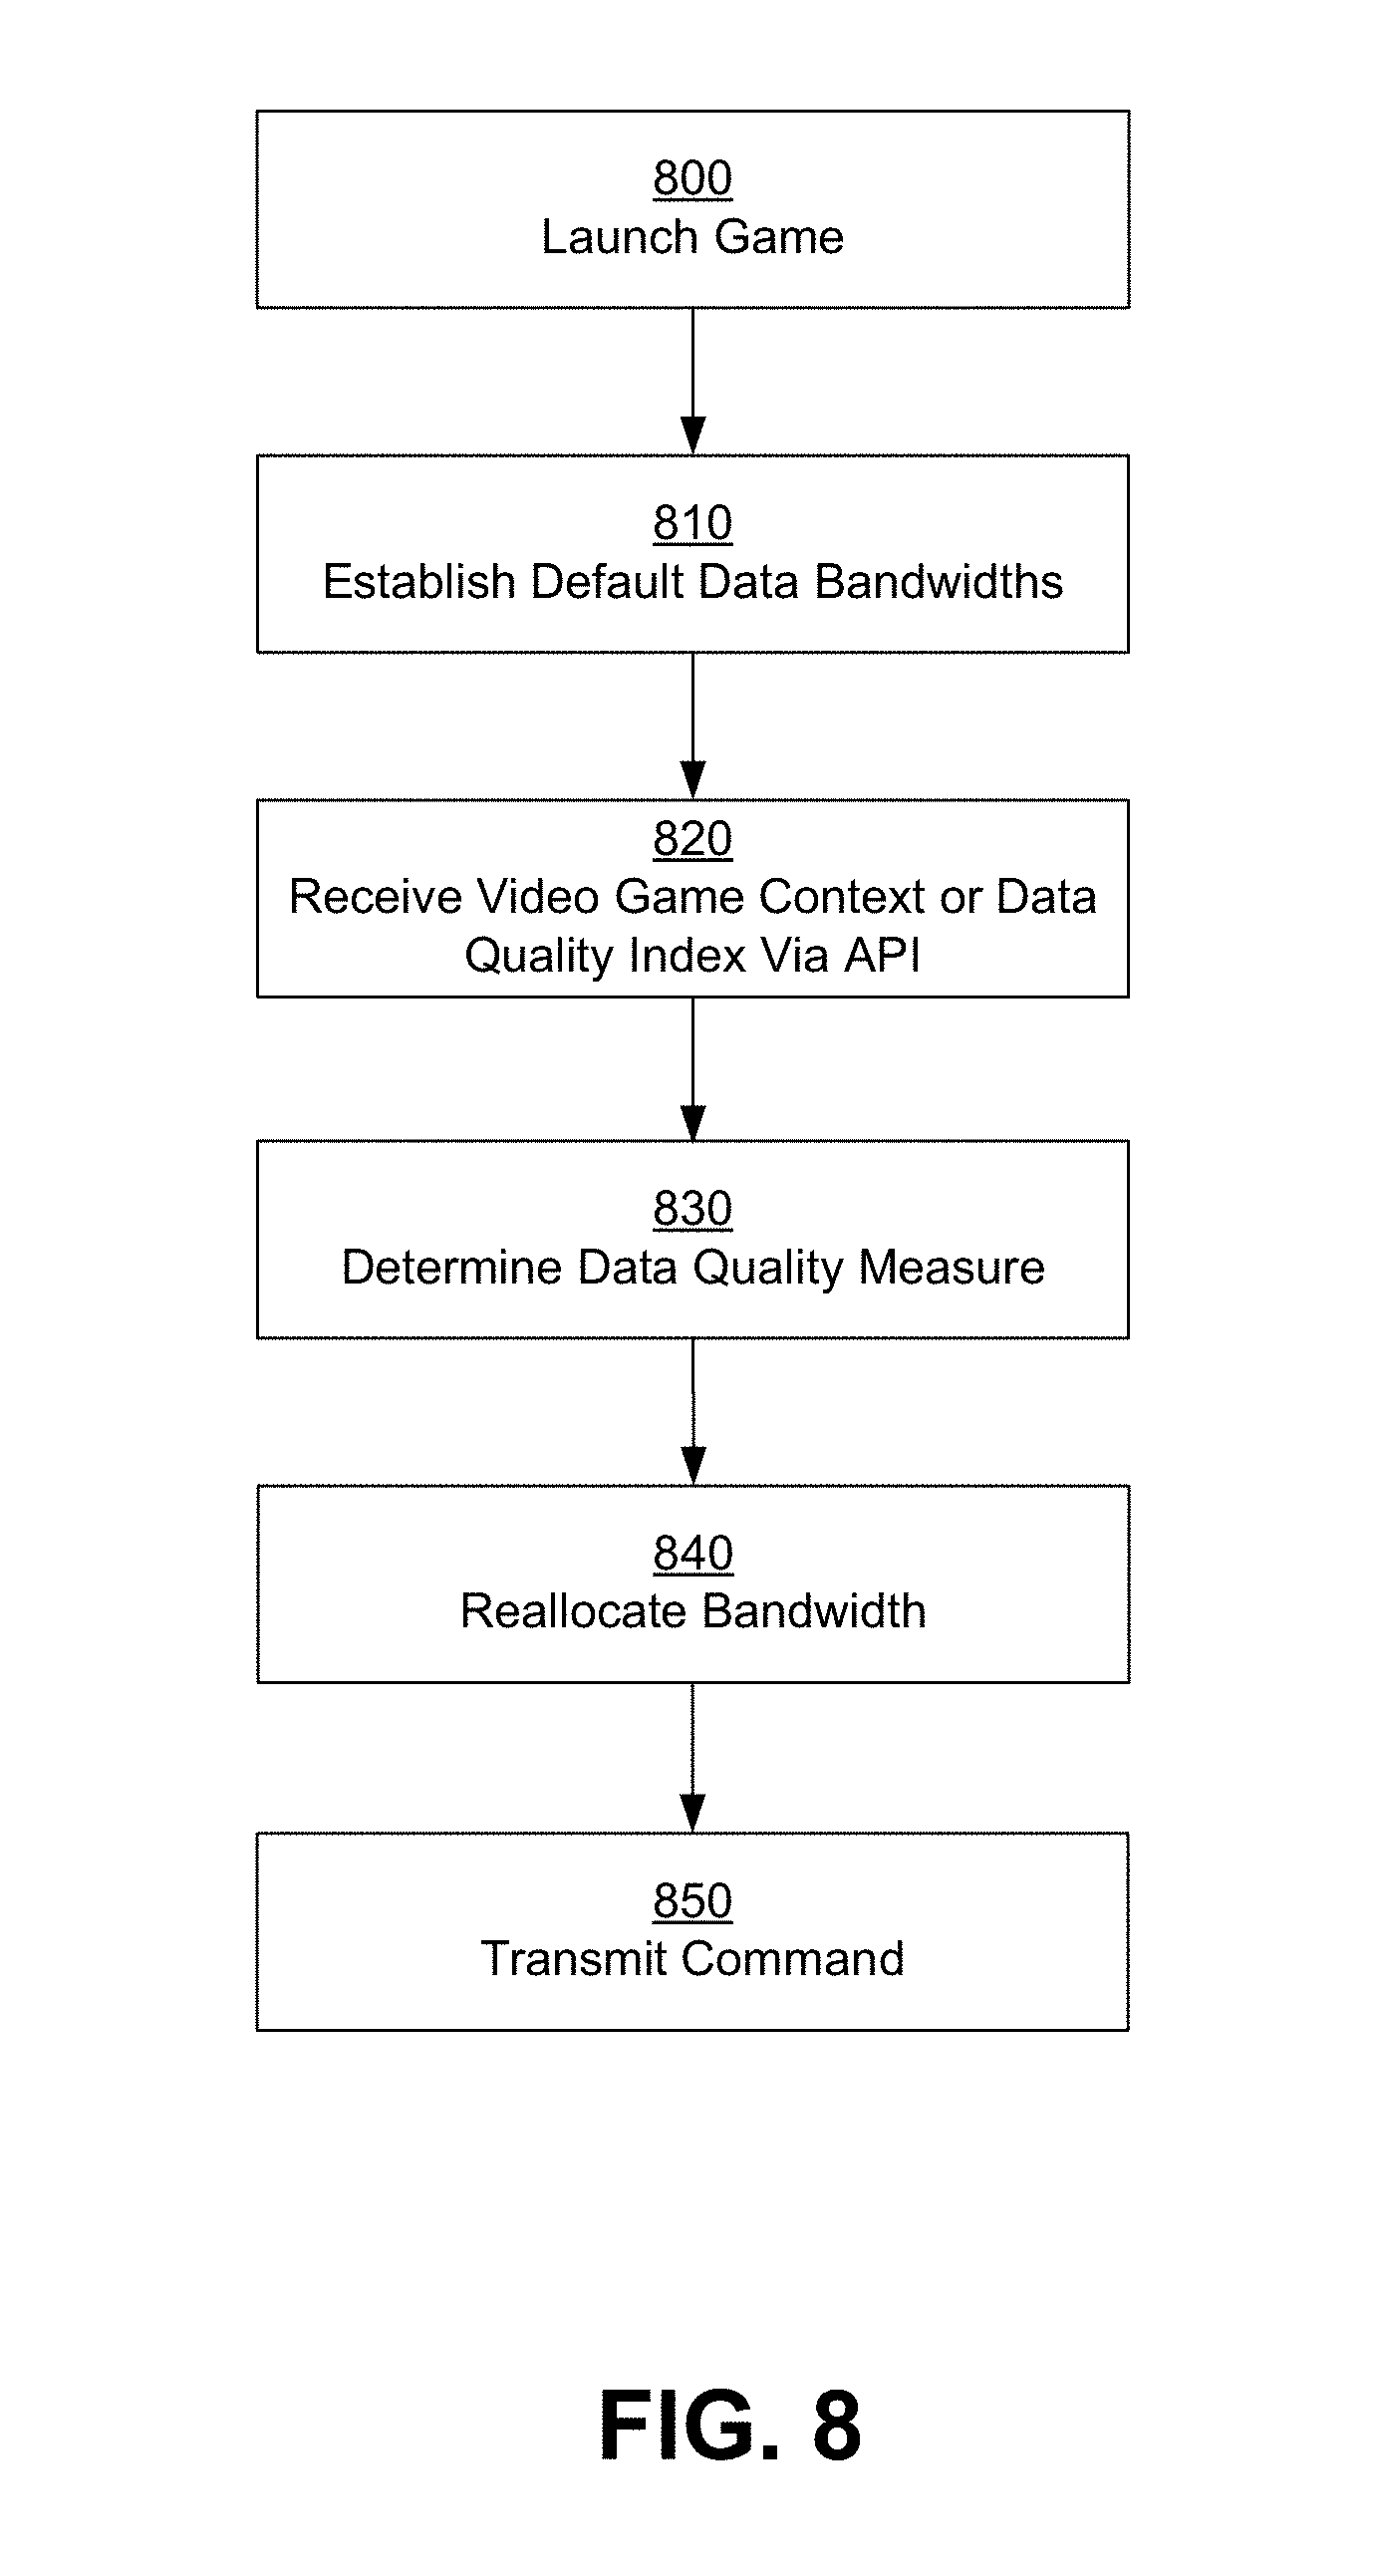 800
Launch Game
810
Establish Default Data Bandwidths
820
Receive Video Game Context or Data
Quality Index Via API
830
Determine Data Quality Measure
840
Reallocate Bandwidth
850
Transmit Command
FIG. 8